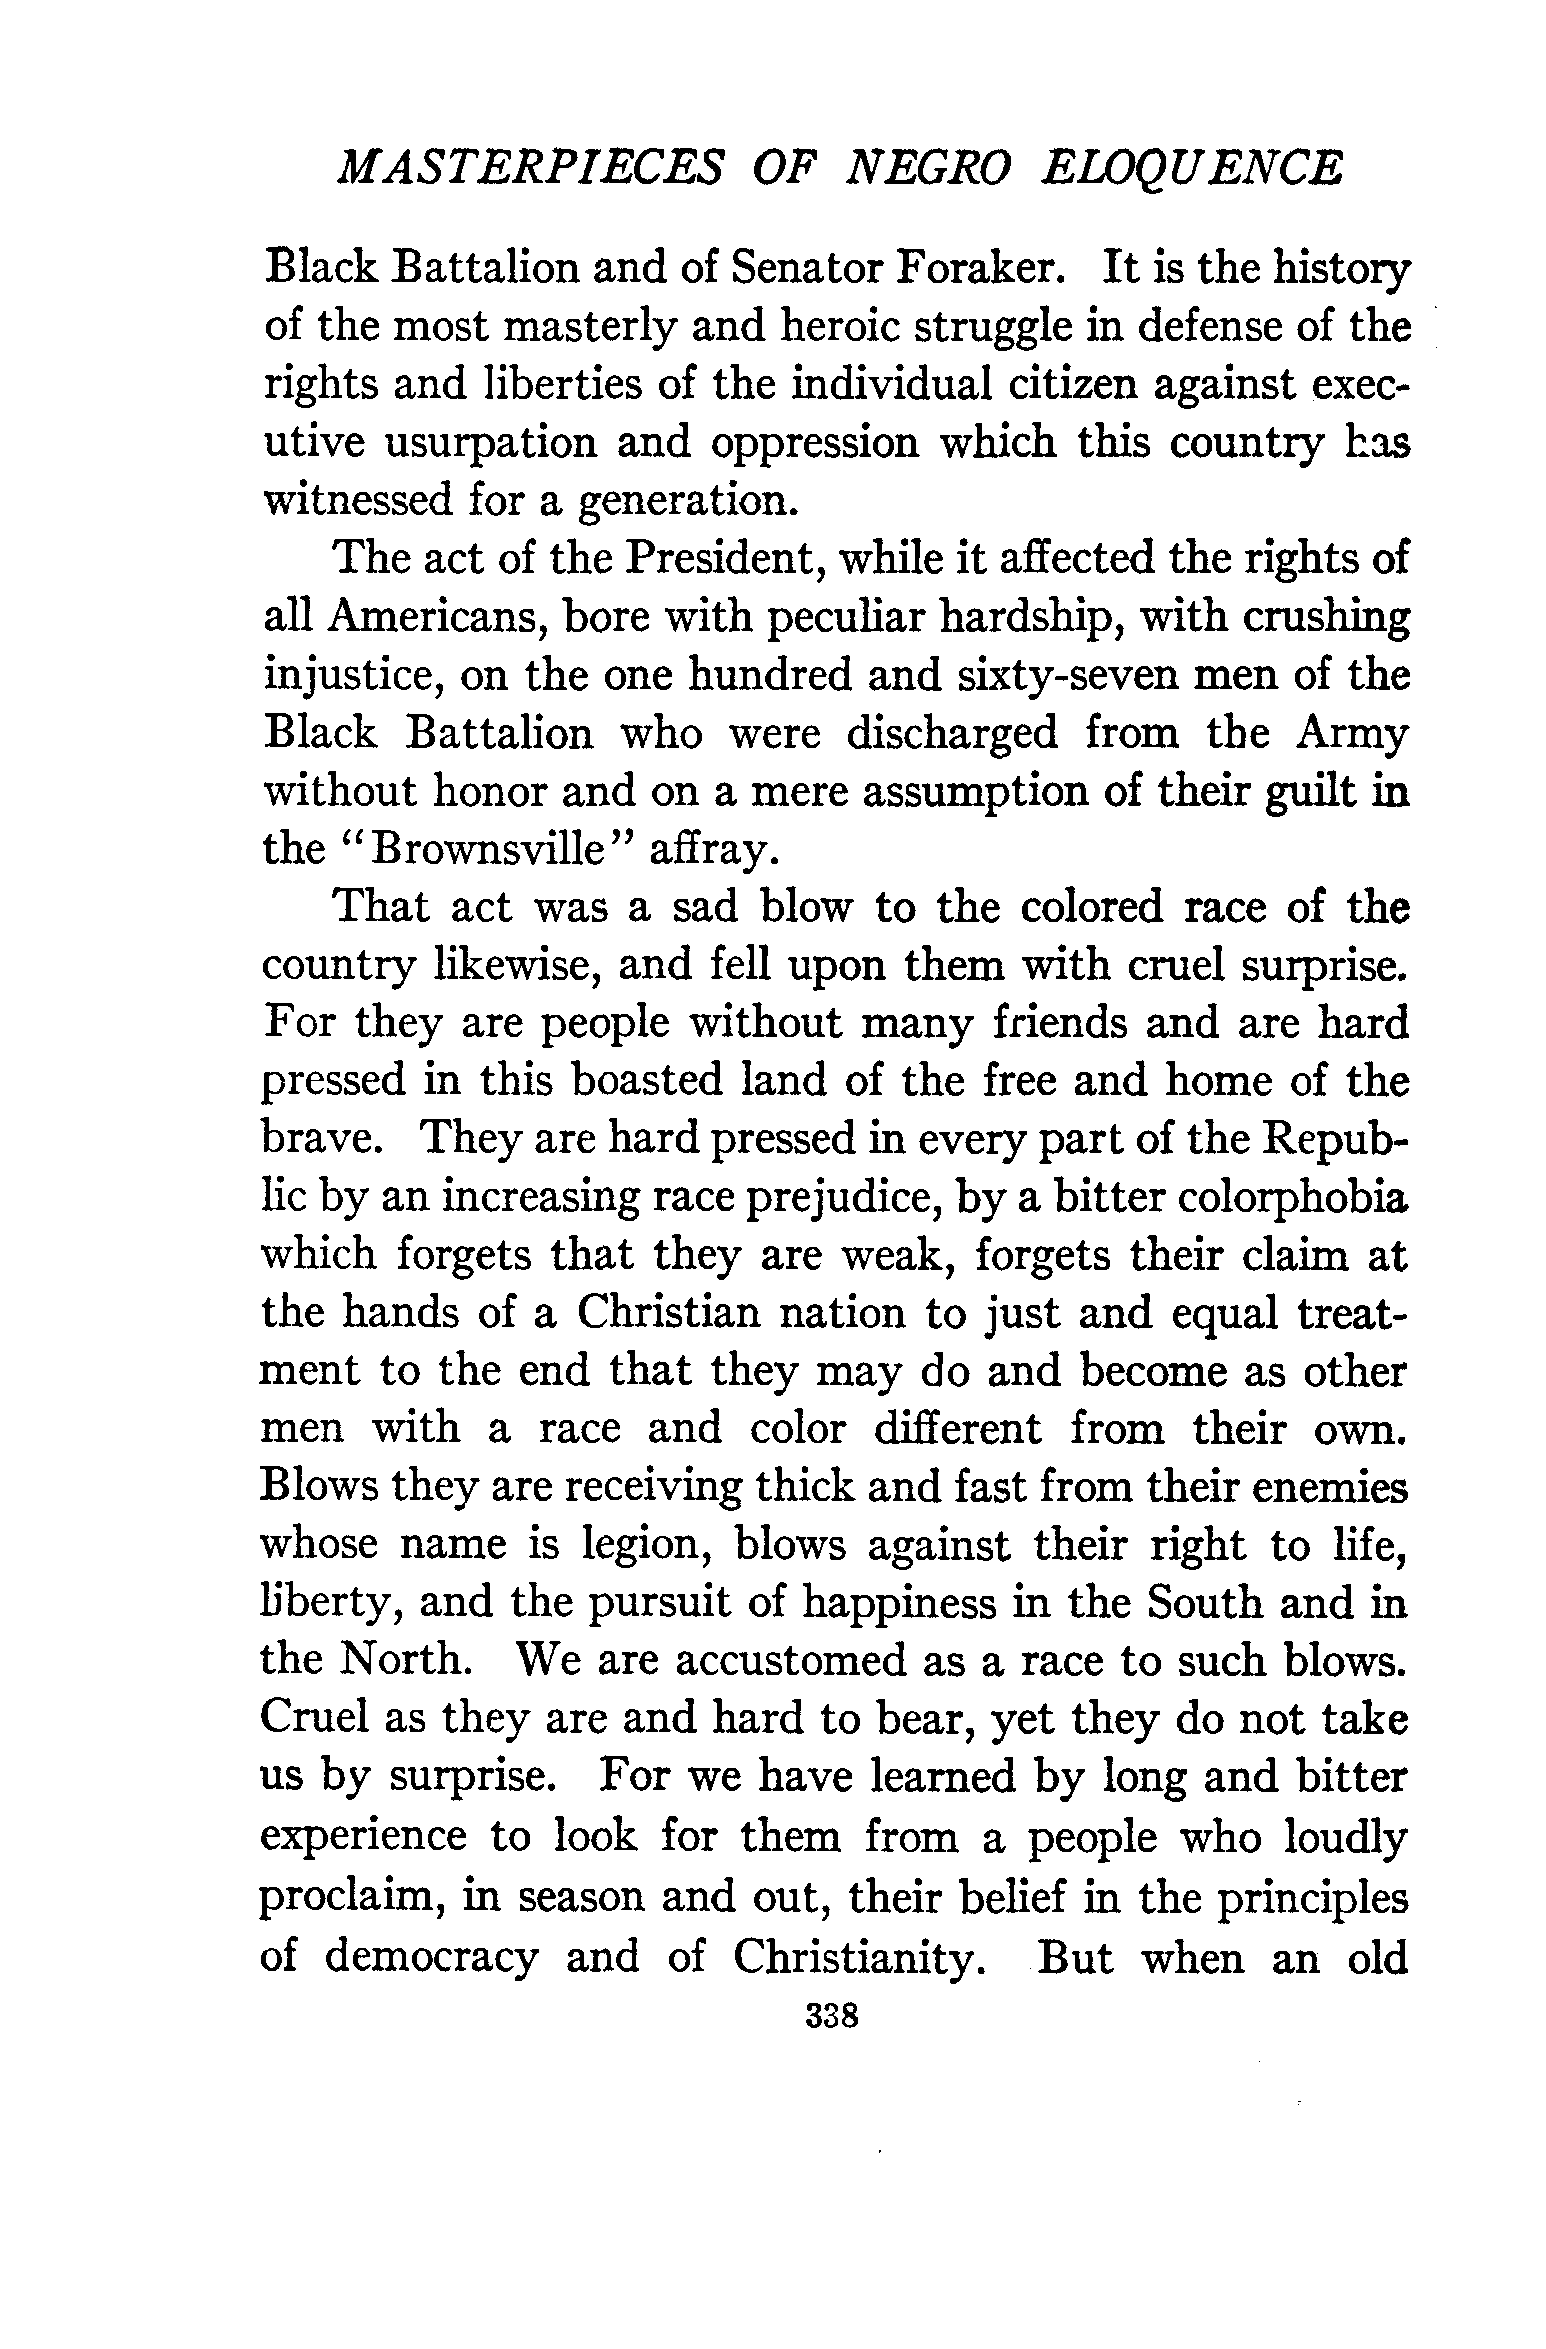 MASTERPIECES OF NEGRO ELOQUENCE
Black Battalion and of Senator Foraker. It is the history
of the most masterly and heroic struggle in defense of the
rights and liberties of the individual citizen against exec-
utive usurpation and oppression which this country has
witnessed for a generation.
The act of the President, while it affected the rights of
all Americans, bore with peculiar hardship, with crushing
injustice, on the one hundred and sixty-seven men of the
Black Battalion who were discharged from the Army
without honor and on a mere assumption of their guilt in
the "Brownsville" affray.
That act was a sad blow to the colored race of the
country likewise, and fell upon them with cruel surprise.
For they are people without many friends and are hard
pressed in this boasted land of the free and home of the
brave. They are hard pressed in every part of the Repub-
lic by an increasing race prejudice, by a bitter colorphobia
which forgets that they are weak, forgets their claim at
the hands of a Christian nation to just and equal treat-
ment to the end that they may do and become as other
men with a race and color different from their own.
Blows they are receiving thick and fast from their enemies
whose name is legion, blows against their right to life,
liberty, and the pursuit of happiness in the South and in
the North. We are accustomed as a race to such blows.
Cruel as they are and hard to bear, yet they do not take
us by surprise. For we have learned by long and bitter
experience to look for them from a people who loudly
proclaim, in season and out, their belief in the principles
of democracy and of Christianity. But when an old
338